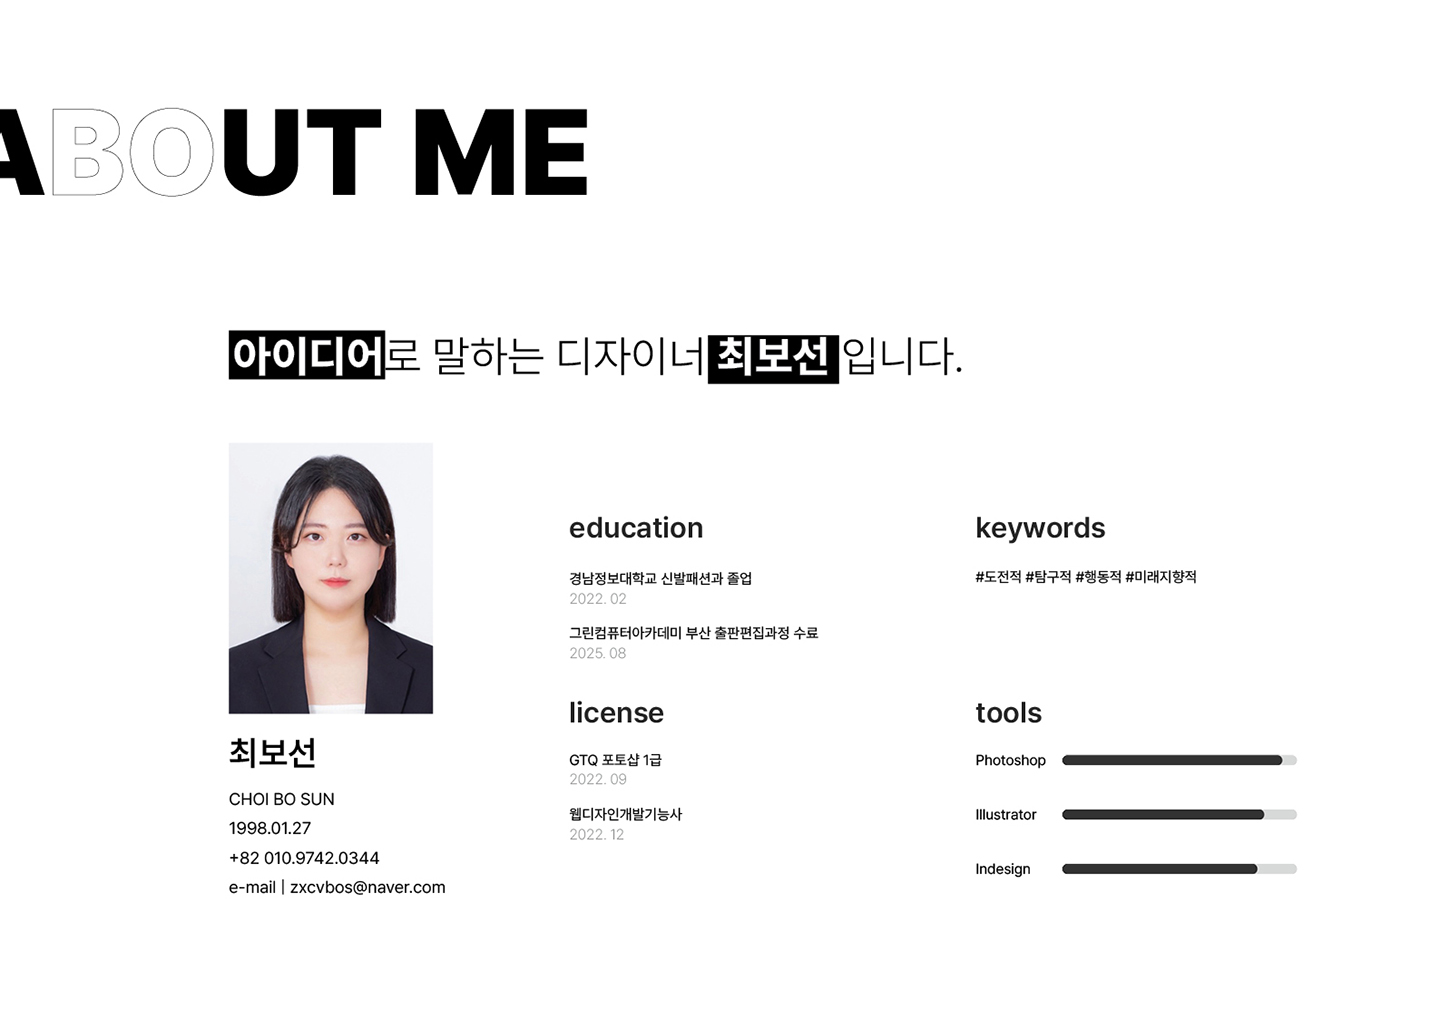 ABOUT ME
아이디어로 말하는 디자이너 최보선 입니다.
최보선
CHOI BO SUN
1998.01.27
+82 010.9742.0344
e-mail | zxcvbos@naver.com
education
경남정보대학교 신발패션과 졸업
2022. 02
그린컴퓨터아카데미 부산 출판편집과정 수료
2025. 08
license
GTQ 포토샵 1급
2022. 09
웹디자인개발기능사
2022. 12
keywords
#도전적 #탐구적 #행동적 #미래지향적
tools
Photoshop
Illustrator
Indesign